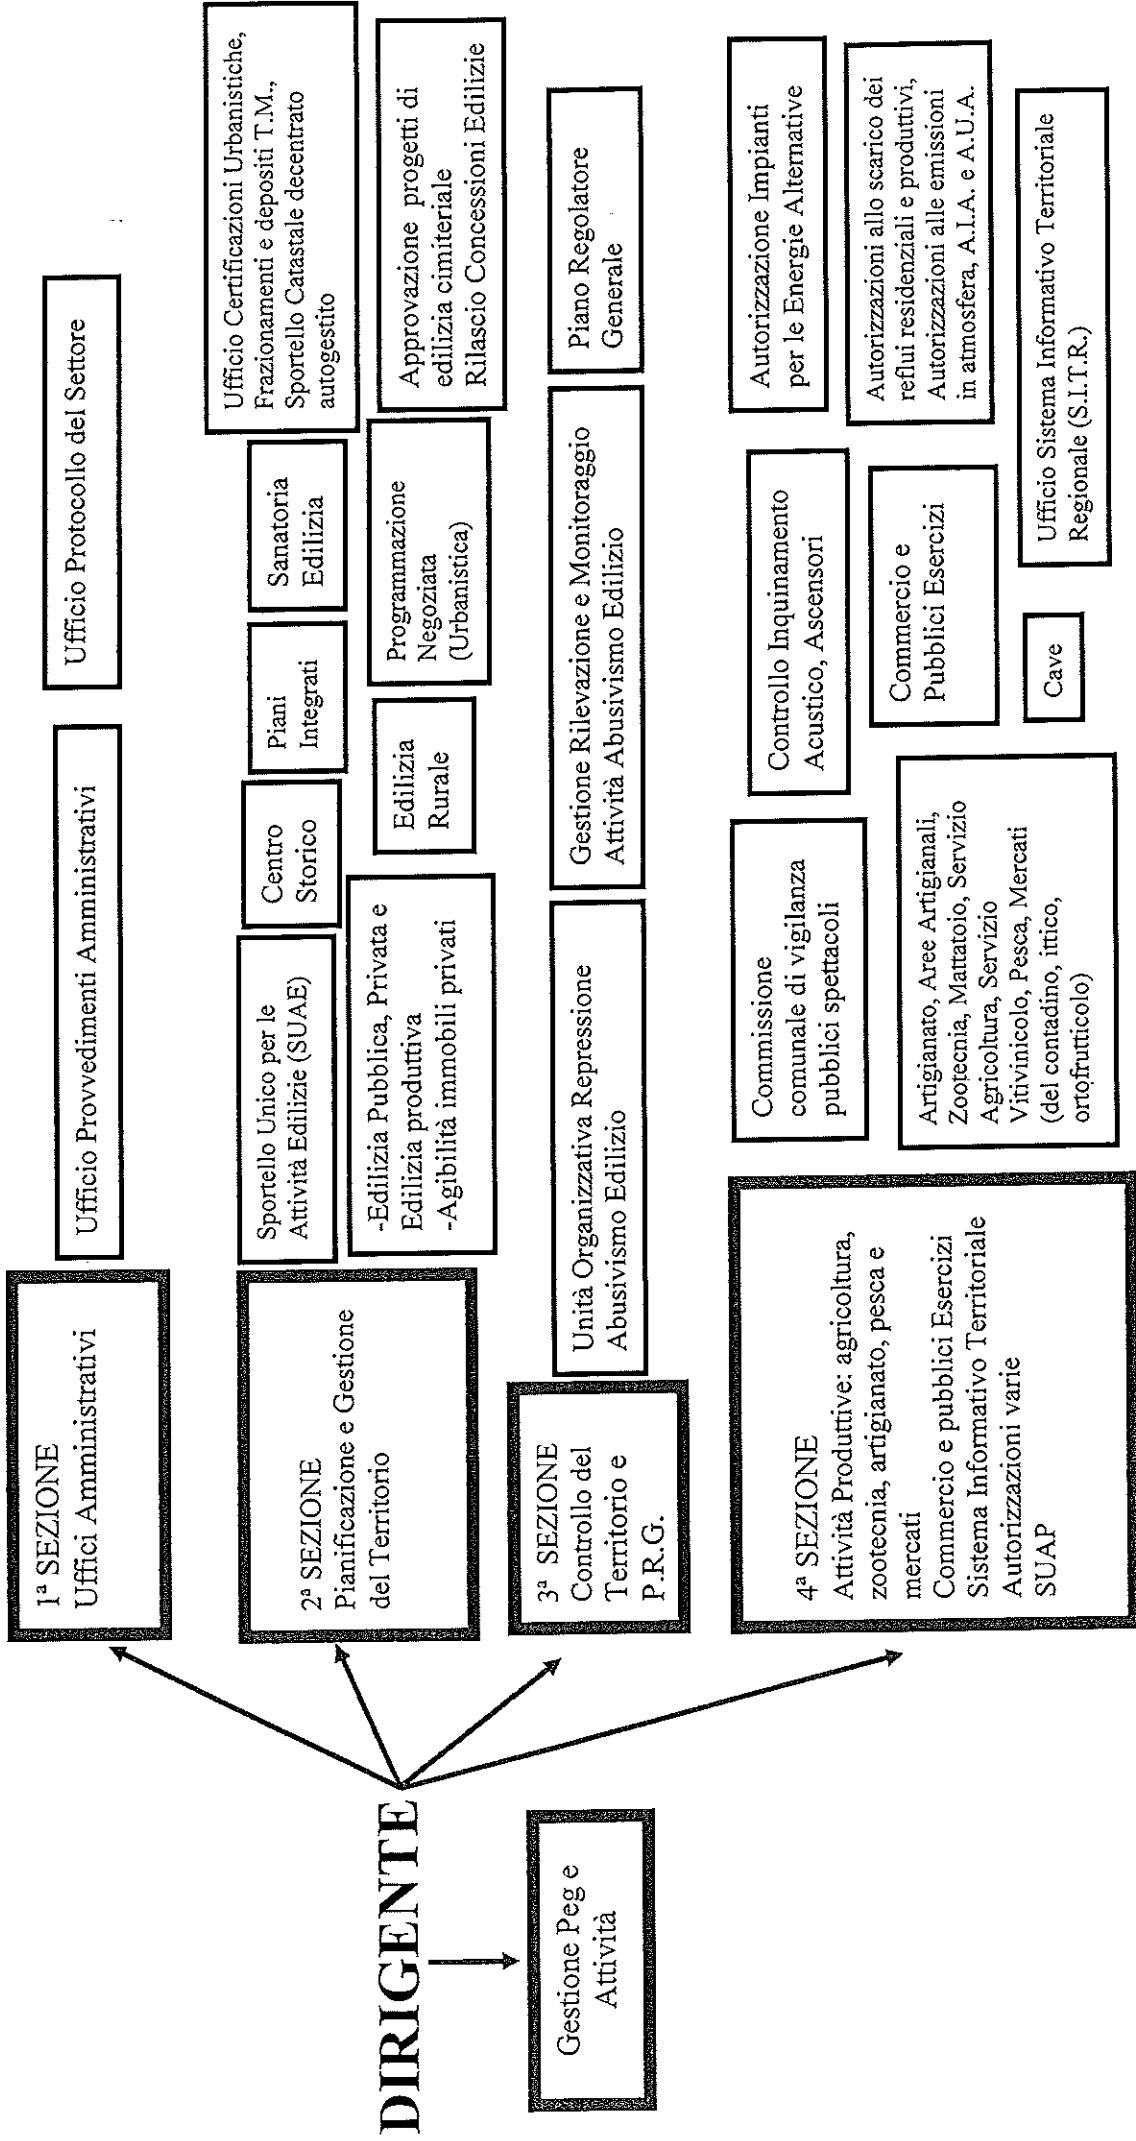 DIRIGENTE
Gestione Peg e
Attività
1ª SEZIONE
Uffici Amministrativi
Ufficio Provvedimenti Amministrativi
Ufficio Protocollo del Settore
2ª SEZIONE
Pianificazione e Gestione
del Territorio
Sportello Unico per le
Attività Edilizie (SUAE)
Centro
Storico
Piani
Integrati
Sanatoria
Edilizia
Ufficio Certificazioni Urbanistiche,
Frazionamenti e depositi T.M.,
Sportello Catastale decentrato
autogestito
-Edilizia Pubblica, Privata e
Edilizia produttiva
-Agibilità immobili privati
Edilizia
Rurale
Programmazione
Negoziata
(Urbanistica)
Approvazione progetti di
edilizia cimiteriale
Rilascio Concessioni Edilizie
3ª SEZIONE
Controllo del
Territorio e
P.R.G.
Unità Organizzativa Repressione
Abusivismo Edilizio
Gestione Rilevazione e Monitoraggio
Attività Abusivismo Edilizio
Piano Regolatore
Generale
4ª SEZIONE
Attività Produttive: agricoltura,
zootecnia, artigianato, pesca e
mercati
Commercio e pubblici Esercizi
Sistema Informativo Territoriale
Autorizzazioni varie
SUAP
Commissione
comunale di vigilanza
pubblici spettacoli
Controllo Inquinamento
Acustico, Ascensori
Autorizzazione Impianti
per le Energie Alternative
Artigianato, Aree Artigianali,
Zootecnia, Mattatoio, Servizio
Agricoltura, Servizio
Vitivinicolo, Pesca, Mercati
(del contadino, ittico,
ortofrutticolo)
Commercio e
Pubblici Esercizi
Autorizzazioni allo scarico dei
reflui residenziali e produttivi,
Autorizzazioni alle emissioni
in atmosfera, A.I.A. e A.U.A.
Cave
Ufficio Sistema Informativo Territoriale
Regionale (S.I.T.R.)